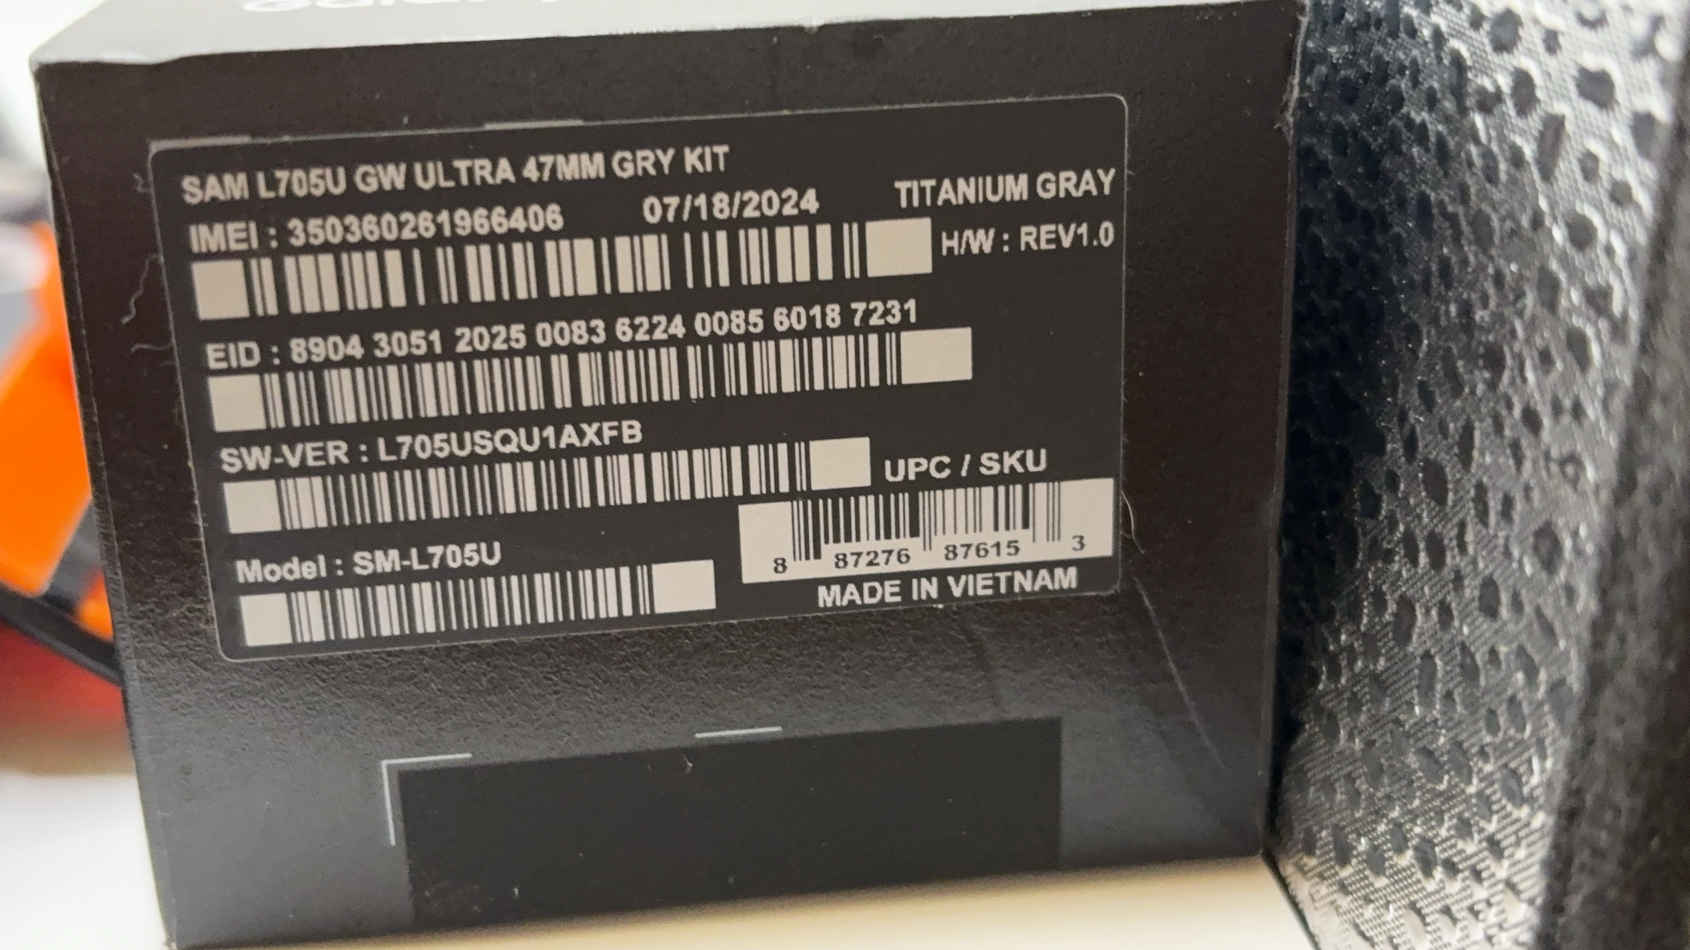 SAM L705U GW ULTRA 47MM GRY KIT
IMEI : 350360261966406 07/18/2024 TITANIUM GRAY
H/W : REV1.0
EID : 8904 3051 2025 0083 6224 0085 6018 7231
SW-VER : L705USQU1AXFB
UPC / SKU
8 87276 87615 3
Model : SM-L705U
MADE IN VIETNAM